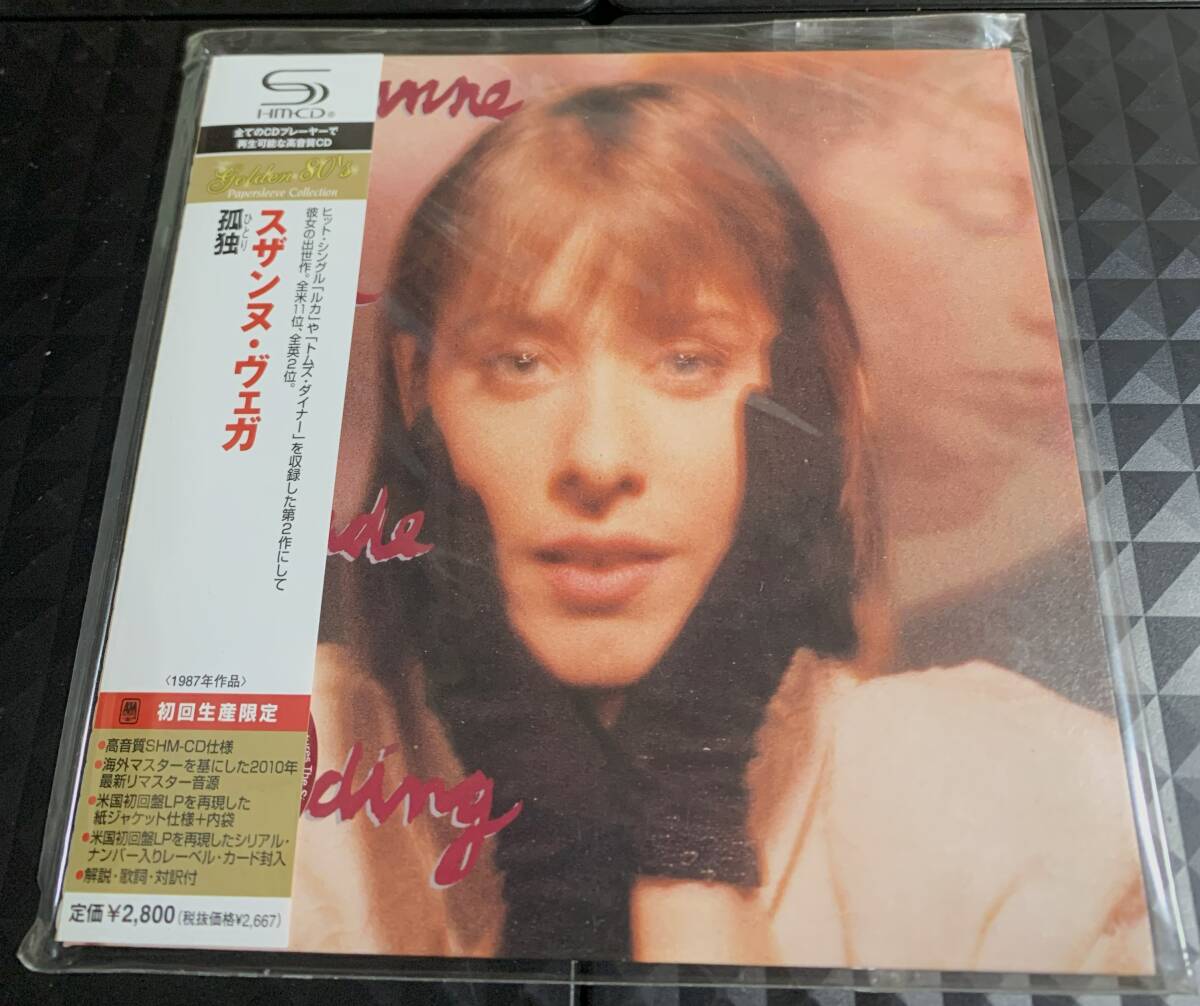 HM-CD®
全てのCDプレーヤーで
再生可能な高音質CD
Golden 80's
Papersleeve Collection
ヒット・シングル「ルカ」や「トムズ・ダイナー」を収録した第2作にして
彼女の出世作。全米11位、全英2位。
スザンヌ・ヴェガ
ひとり
孤独
〈1987年作品〉
A&M
初回生産限定
●高音質SHM-CD仕様
●海外マスターを基にした2010年
最新リマスター音源
●米国初回盤LPを再現した
紙ジャケット仕様+内袋
●米国初回盤LPを再現したシリアル・
ナンバー入りレーベル・カード封入
●解説・歌詞・対訳付
定価¥2,800(税抜価格¥2,667)
anne
ude
ding